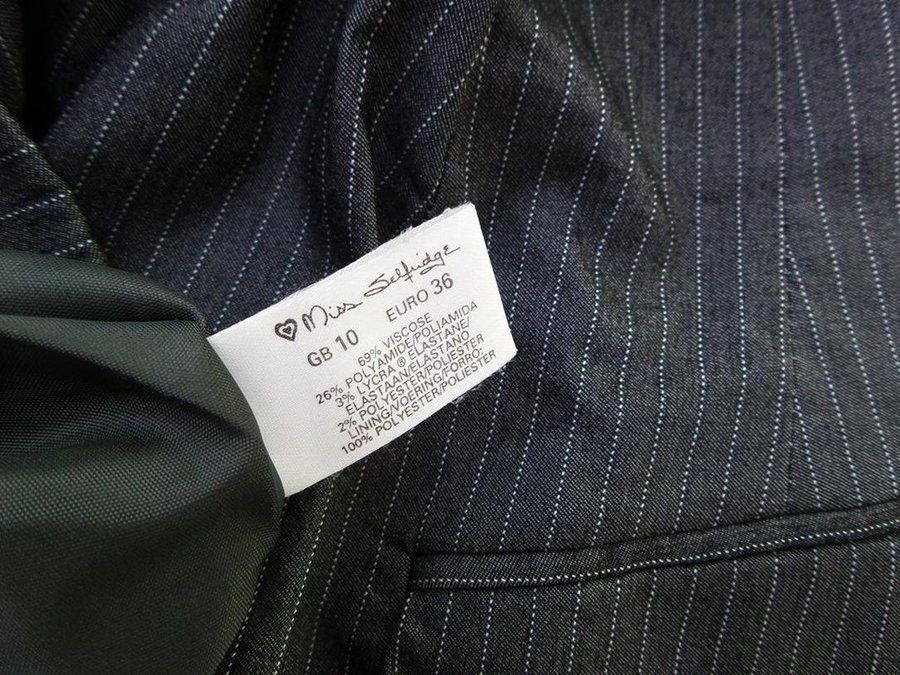 Miss Selfridge
GB 10 EURO 36
69% VISCOSE
26% POLYAMIDE/POLIAMIDA
3% LYCRA ® ELASTANE/
ELASTAAN/ELASTANO
2% POLYESTER/POLIESTER
LINING/VOERING/FORRO:
100% POLYESTER/POLIESTER